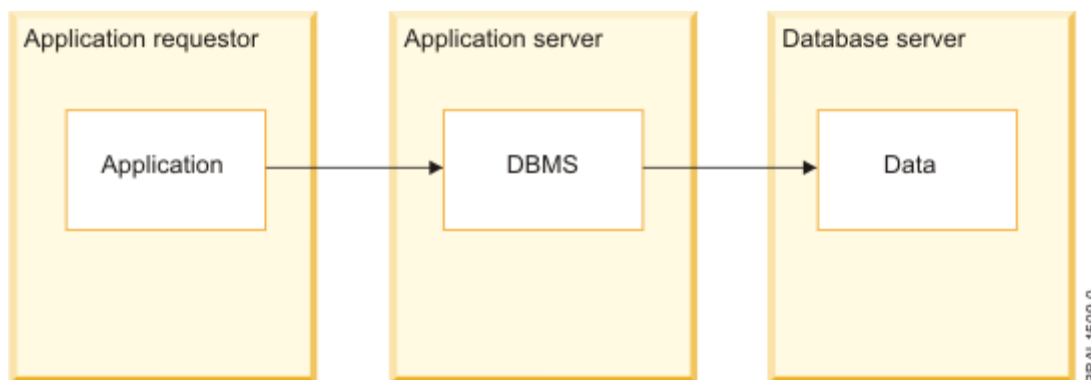 Application requestor
Application server
Database server
Application
DBMS
Data